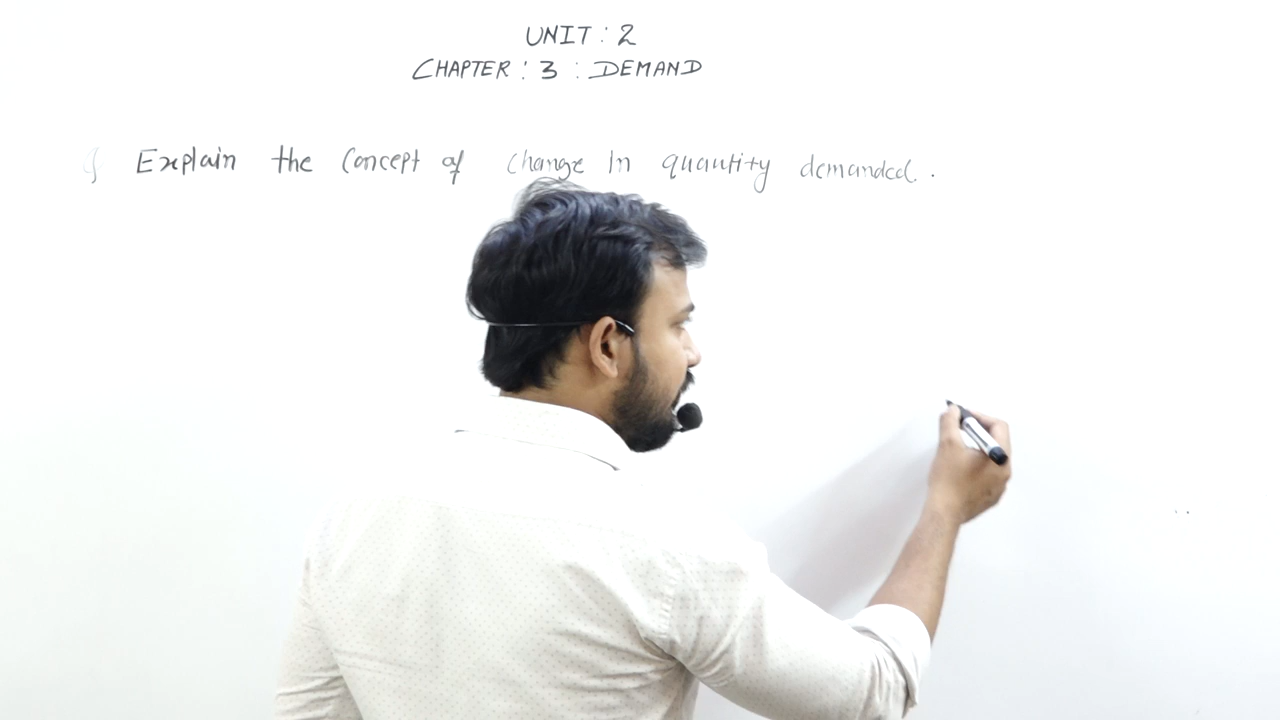 UNIT : 2
CHAPTER : 3 : DEMAND
Explain the Concept of Change In quantity demanded.